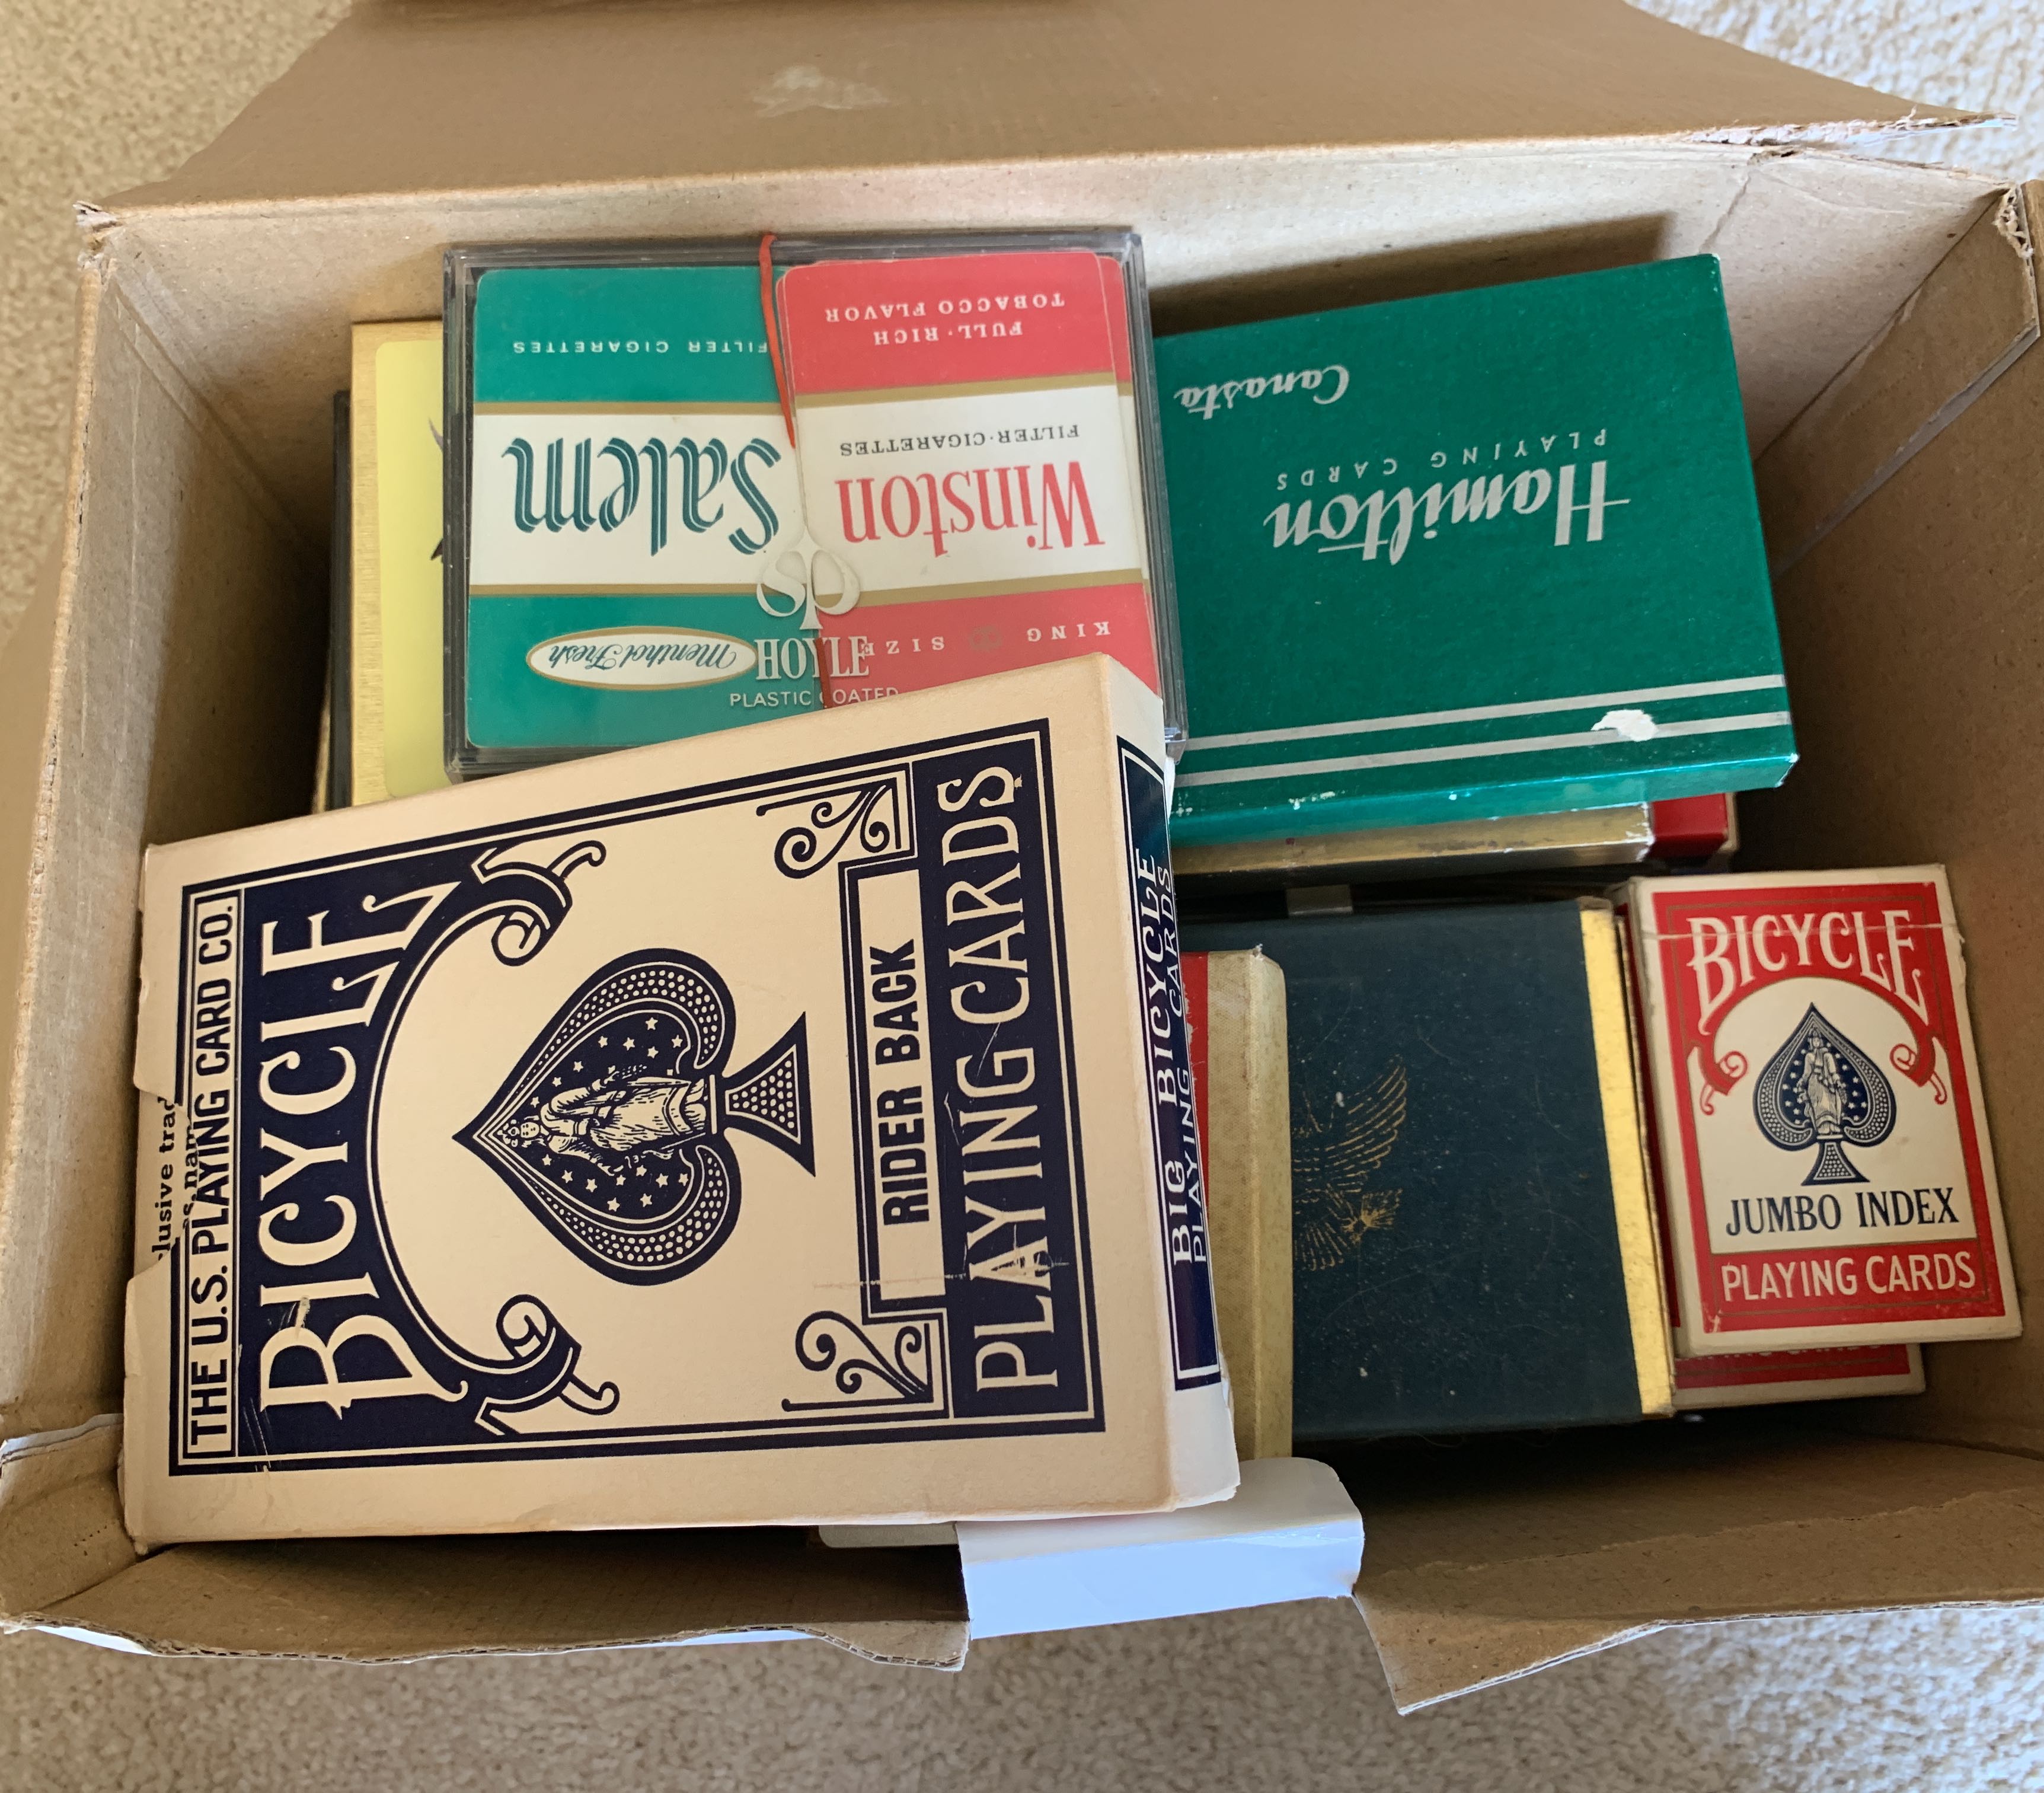 FILTER CIGARETTES
Salem
Menthol Fresh
FULL·RICH
TOBACCO FLAVOR
FILTER·CIGARETTES
Winston
KING SIZE
HOYLE
PLASTIC COATED
Canasta
Hamilton
PLAYING CARDS
THE U.S. PLAYING CARD CO.
BICYCLE
RIDER BACK
PLAYING CARDS
BIG BICYCLE
PLAYING CARDS
BICYCLE
JUMBO INDEX
PLAYING CARDS